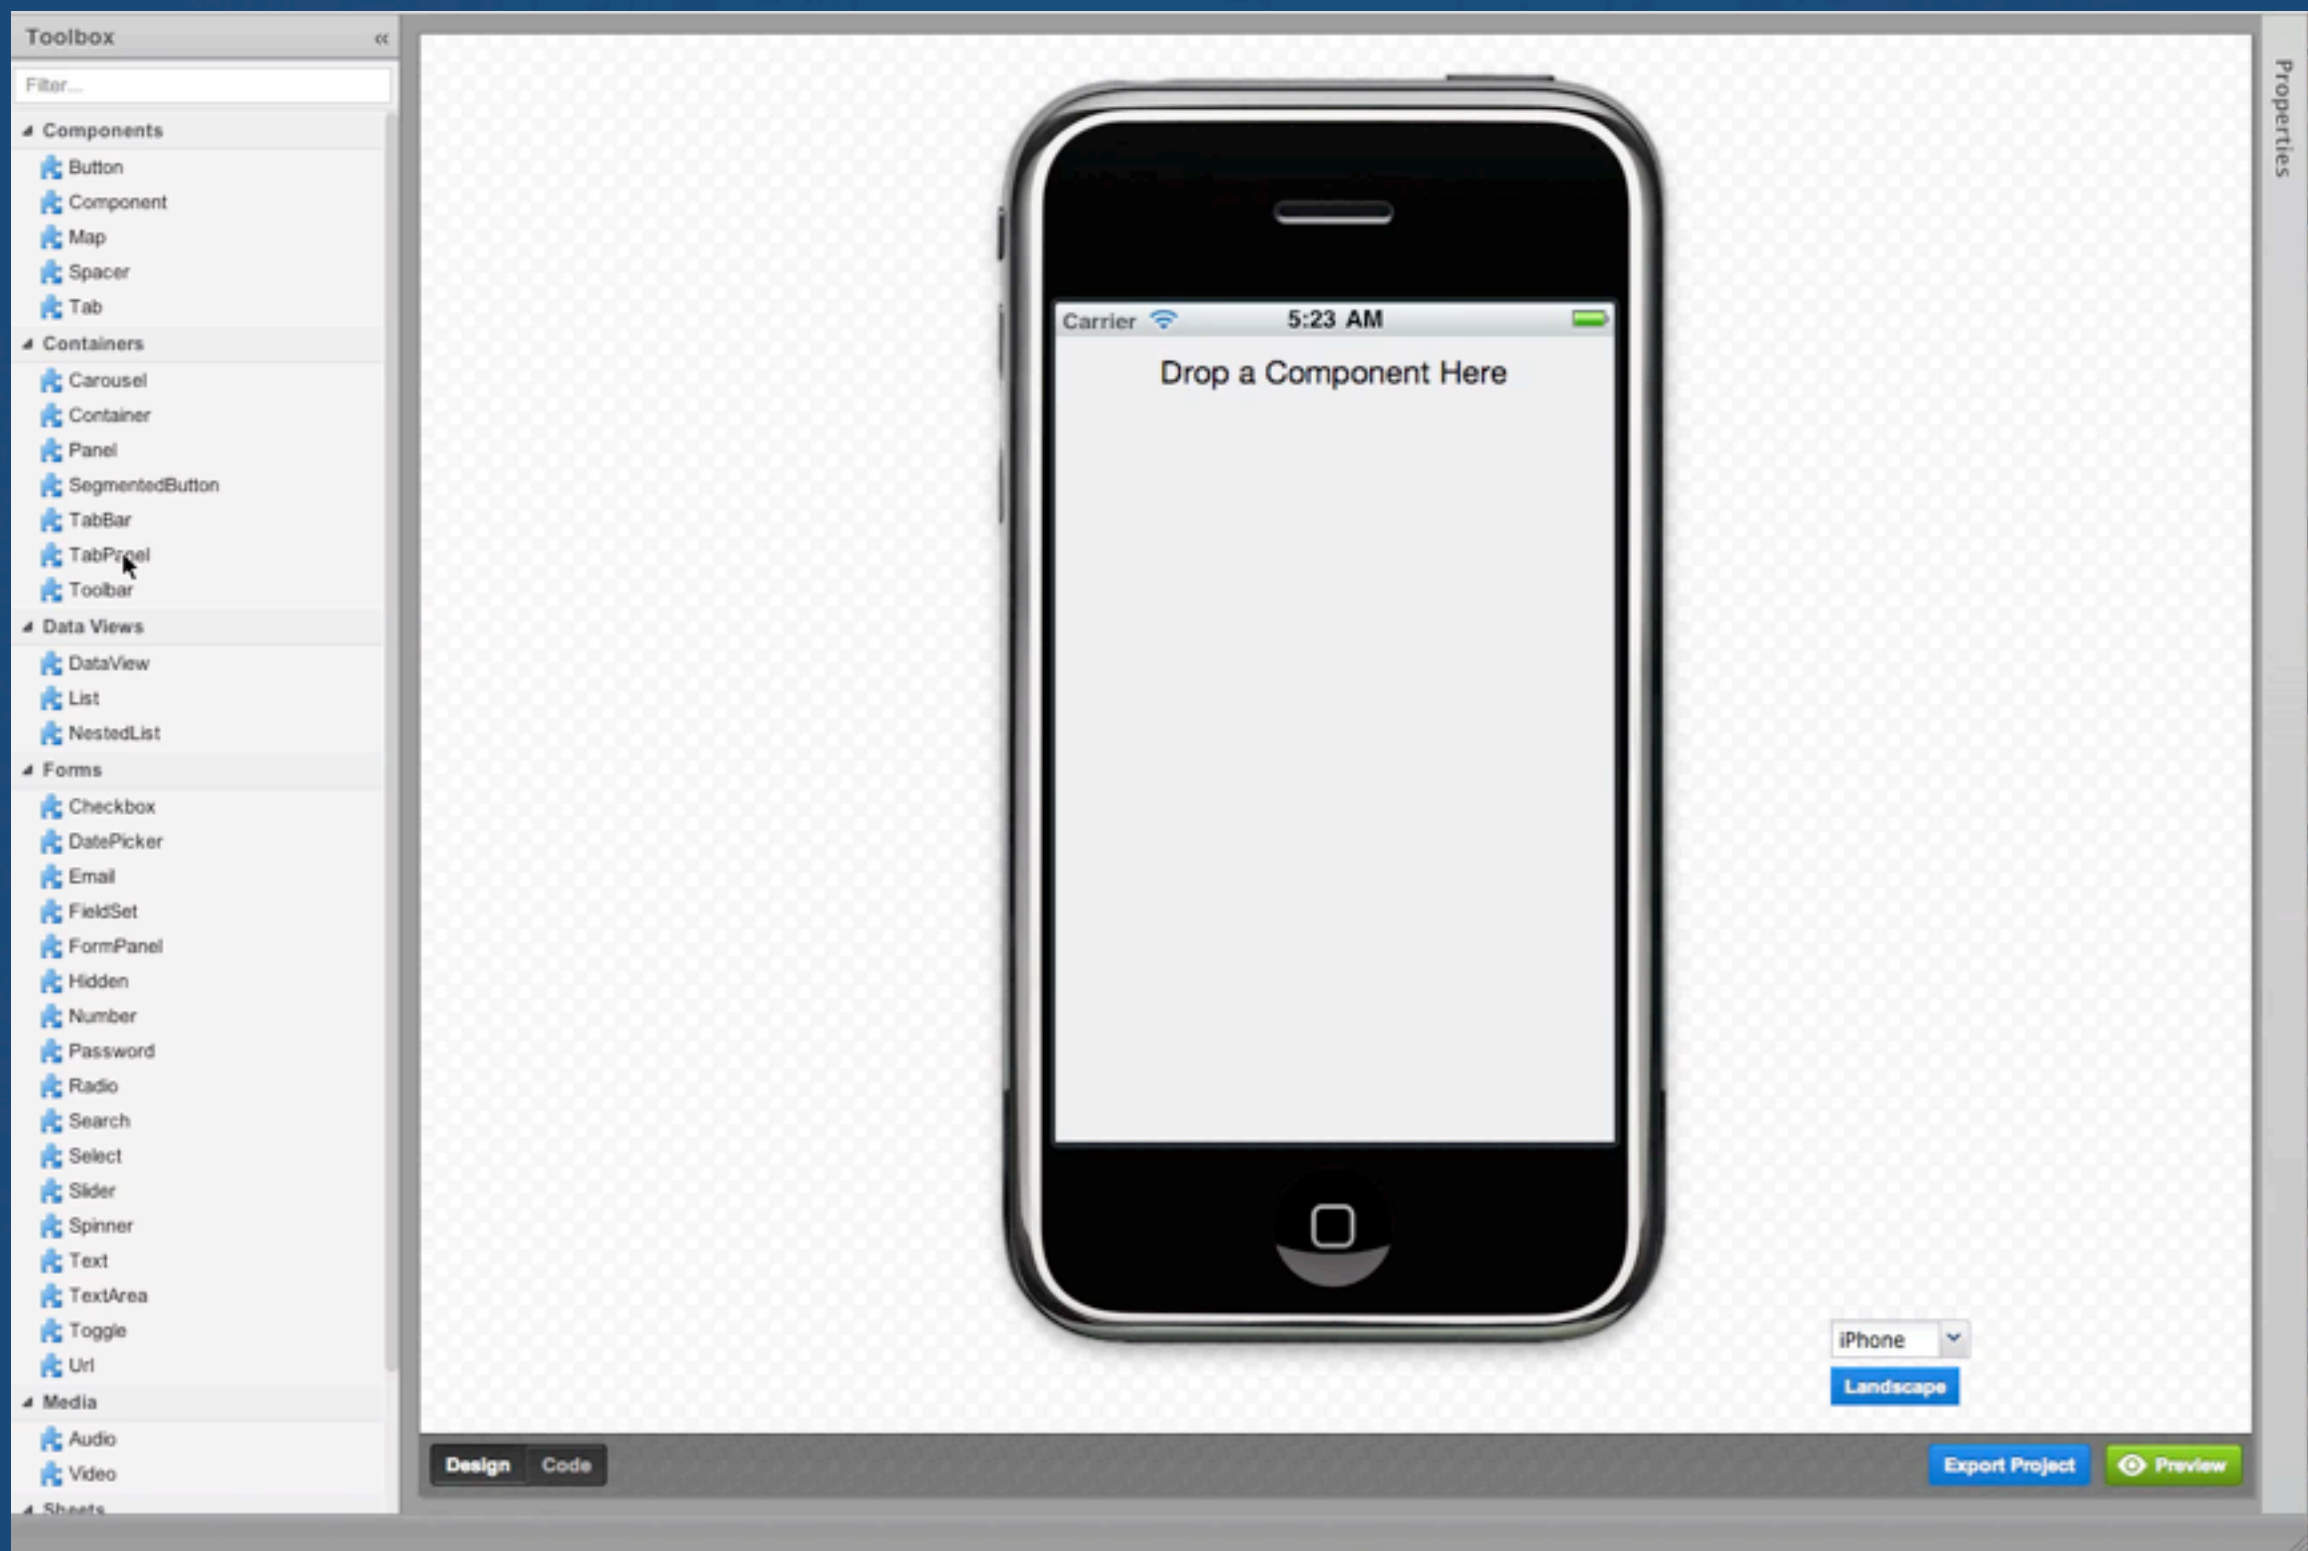 Toolbox
Filter...
Components
Button
Component
Map
Spacer
Tab
Containers
Carousel
Container
Panel
SegmentedButton
TabBar
TabPanel
Toolbar
Data Views
DataView
List
NestedList
Forms
Checkbox
DatePicker
Email
FieldSet
FormPanel
Hidden
Number
Password
Radio
Search
Select
Slider
Spinner
Text
TextArea
Toggle
Url
Media
Audio
Video
Sheets
Carrier 5:23 AM
Drop a Component Here
iPhone
Landscape
Design Code
Export Project Preview
Properties